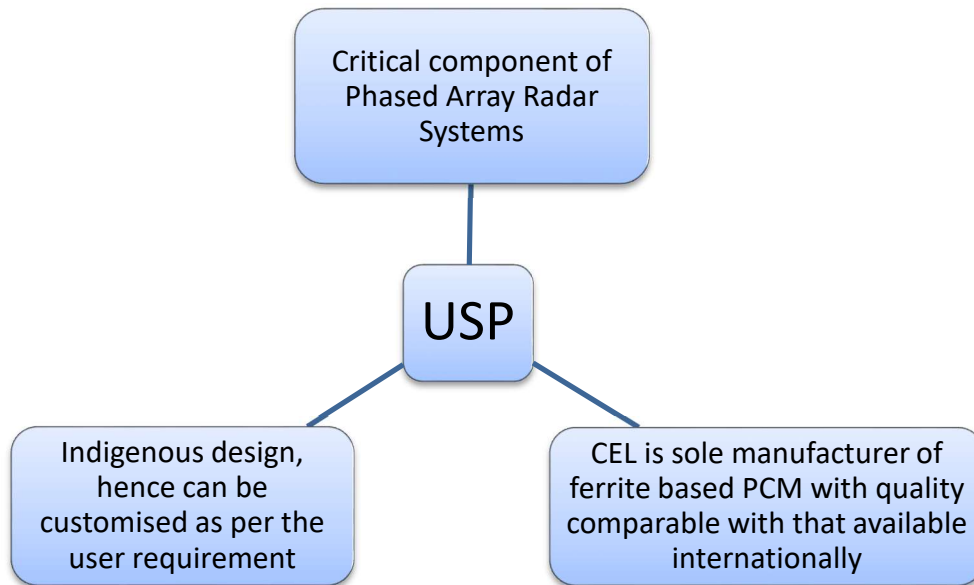 Critical component of
Phased Array Radar
Systems
USP
Indigenous design,
hence can be
customised as per the
user requirement
CEL is sole manufacturer of
ferrite based PCM with quality
comparable with that available
internationally